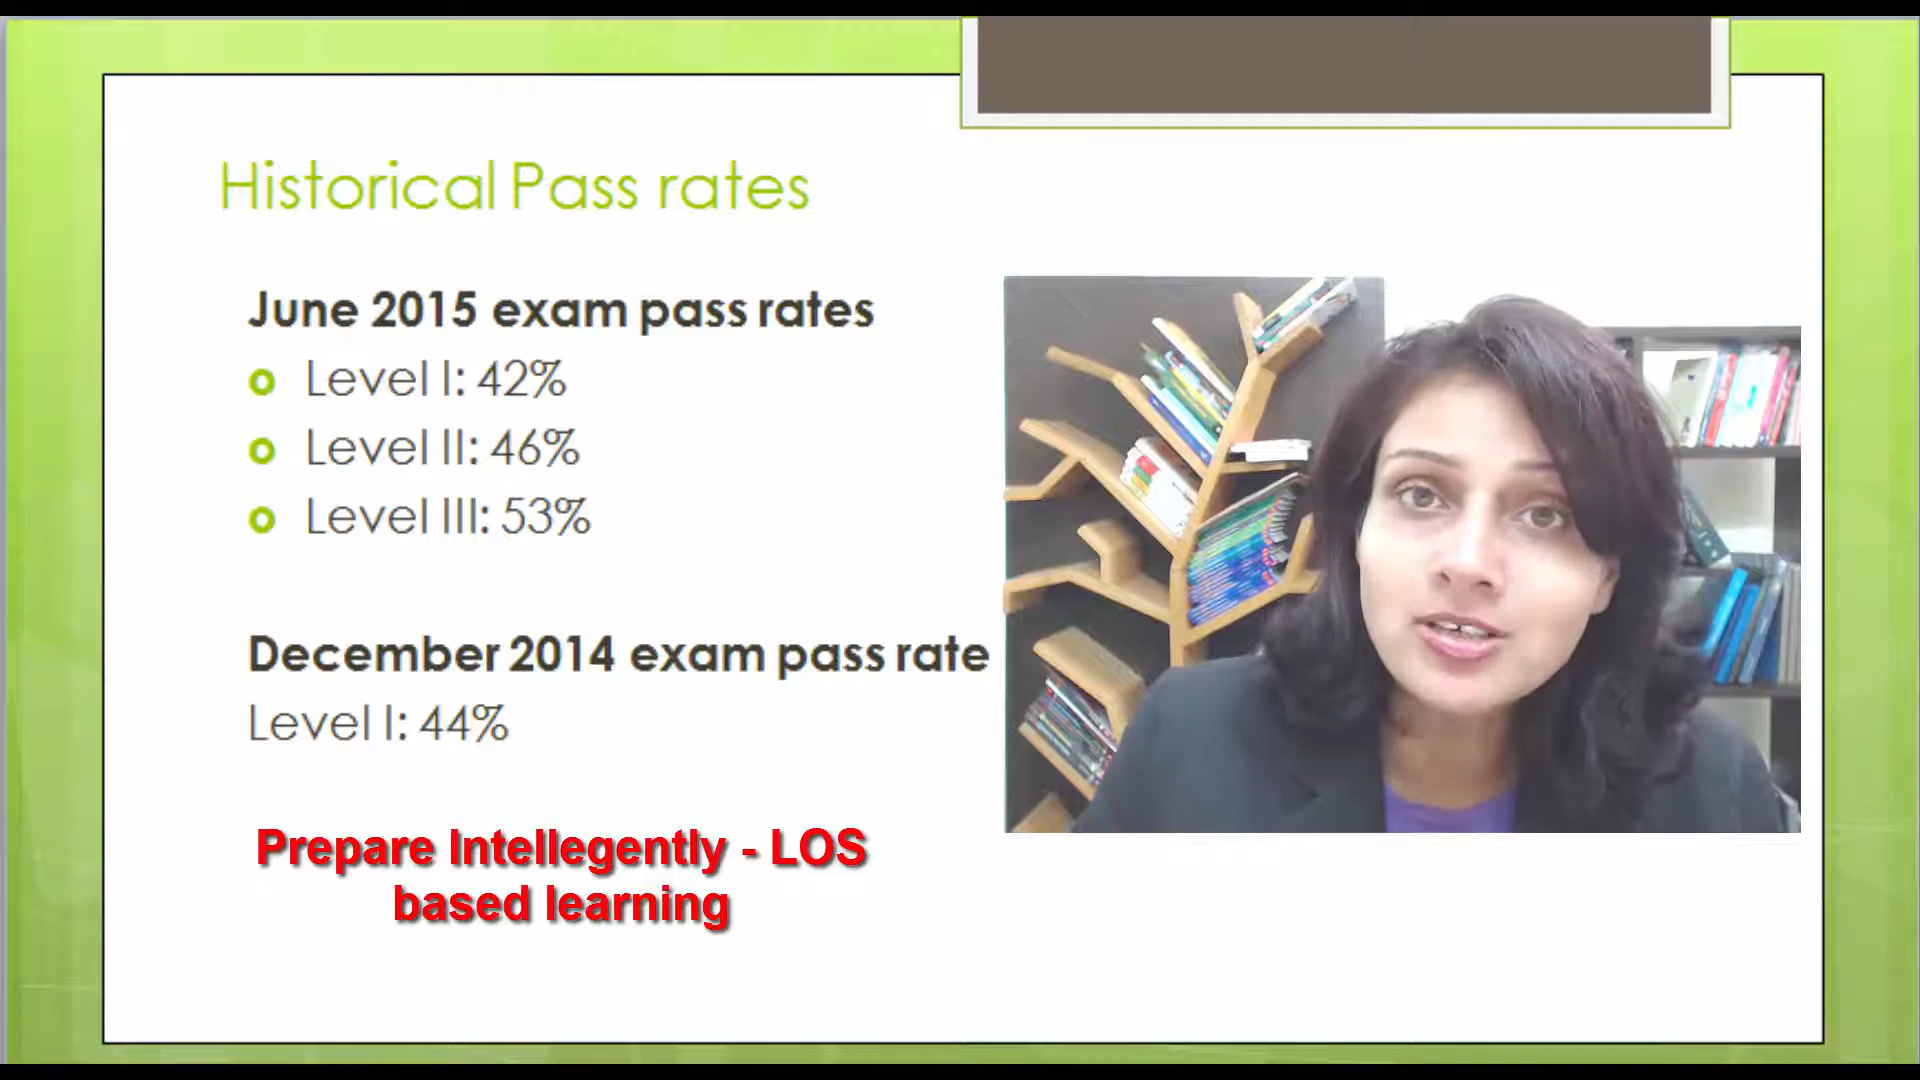 Historical Pass rates
June 2015 exam pass rates
Level I: 42%
Level II: 46%
Level III: 53%
December 2014 exam pass rate
Level I: 44%
Prepare Intellegently - LOS
based learning